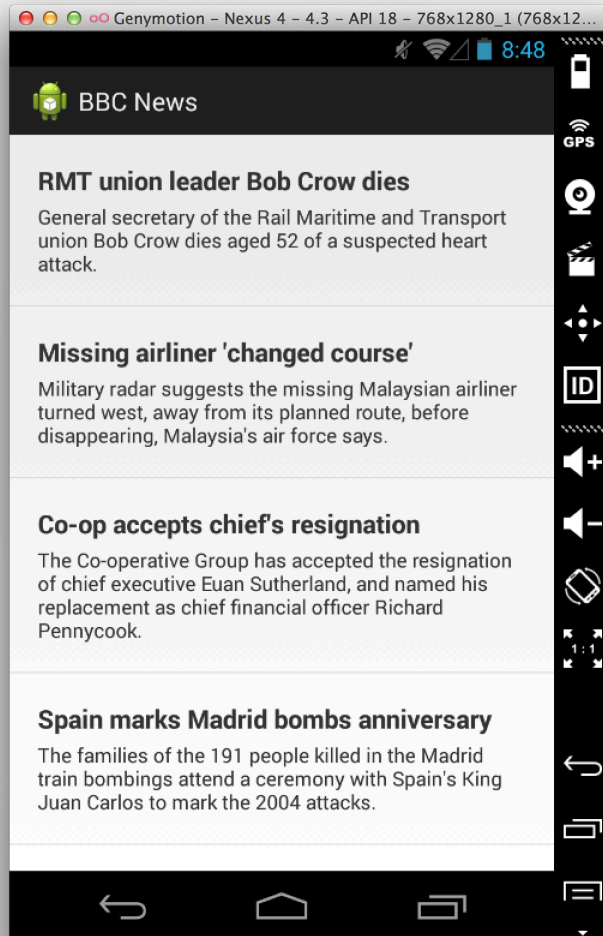 Genymotion - Nexus 4 - 4.3 - API 18 - 768x1280_1 (768x12...
8:48
BBC News
GPS
RMT union leader Bob Crow dies
General secretary of the Rail Maritime and Transport
union Bob Crow dies aged 52 of a suspected heart
attack.
Missing airliner 'changed course'
Military radar suggests the missing Malaysian airliner
turned west, away from its planned route, before
disappearing, Malaysia's air force says.
ID
Co-op accepts chief's resignation
The Co-operative Group has accepted the resignation
of chief executive Euan Sutherland, and named his
replacement as chief financial officer Richard
Pennycook.
1:1
Spain marks Madrid bombs anniversary
The families of the 191 people killed in the Madrid
train bombings attend a ceremony with Spain's King
Juan Carlos to mark the 2004 attacks.